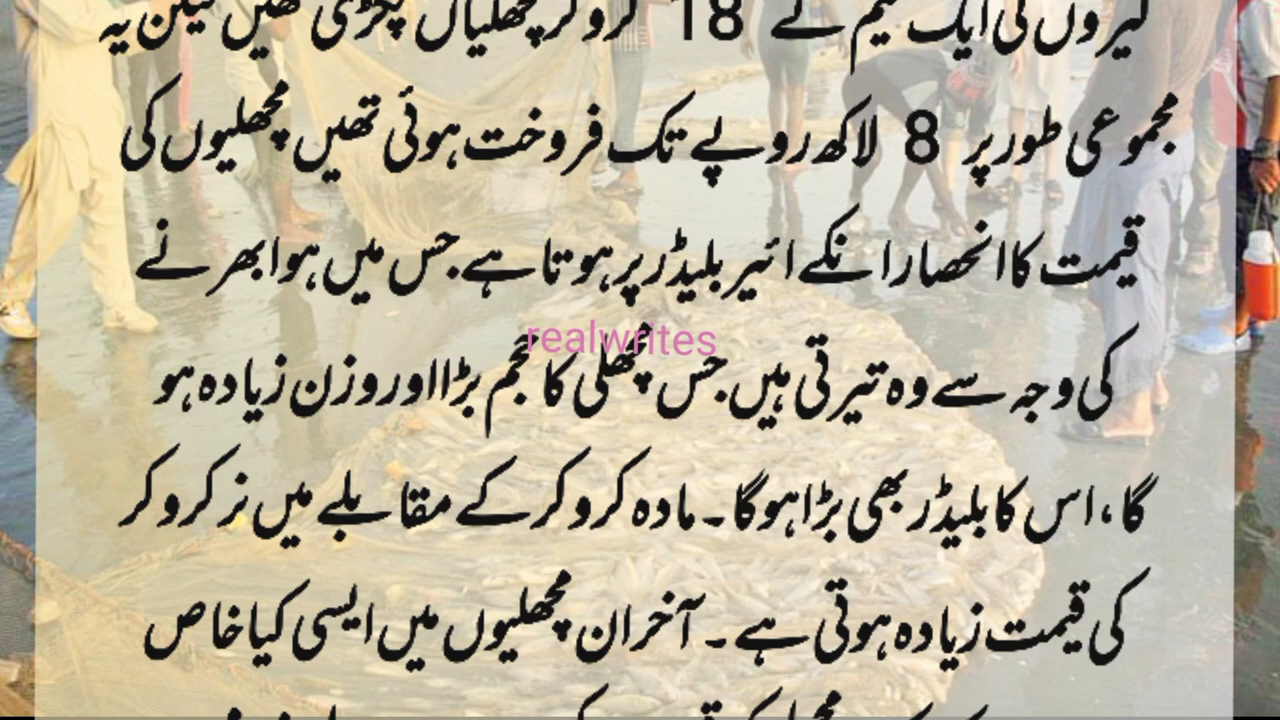 گیروں کی ایک ٹیم نے 18 کروکر مچھلیاں پکڑی تھیں لیکن یہ
مجموعی طور پر 8 لاکھ روپے تک فروخت ہوئی تھیں مچھلیوں کی
قیمت کا انحصار انکے ائیر بلیڈر پر ہوتا ہے.جس میں ہوا بھرنے
realwrites
کی وجہ سے وہ تیرتی ہیں.جس مچھلی کا حجم بڑا اور وزن زیادہ ہو
گا، اس کا بلیڈر بھی بڑا ہوگا۔ مادہ کروکر کے مقابلے میں نر کروکر
کی قیمت زیادہ ہوتی ہے۔ آخر ان مچھلیوں میں ایسی کیا خاص